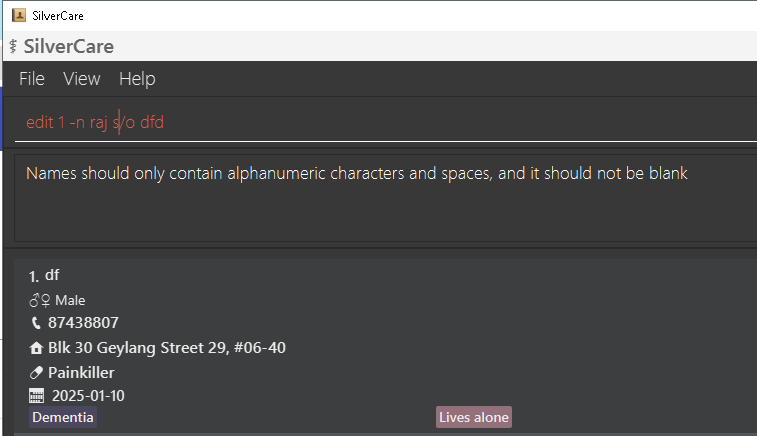 SilverCare
SilverCare
File View Help
edit 1 -n raj s/o dfd
Names should only contain alphanumeric characters and spaces, and it should not be blank
1. df
Male
87438807
Blk 30 Geylang Street 29, #06-40
Painkiller
2025-01-10
Dementia Lives alone